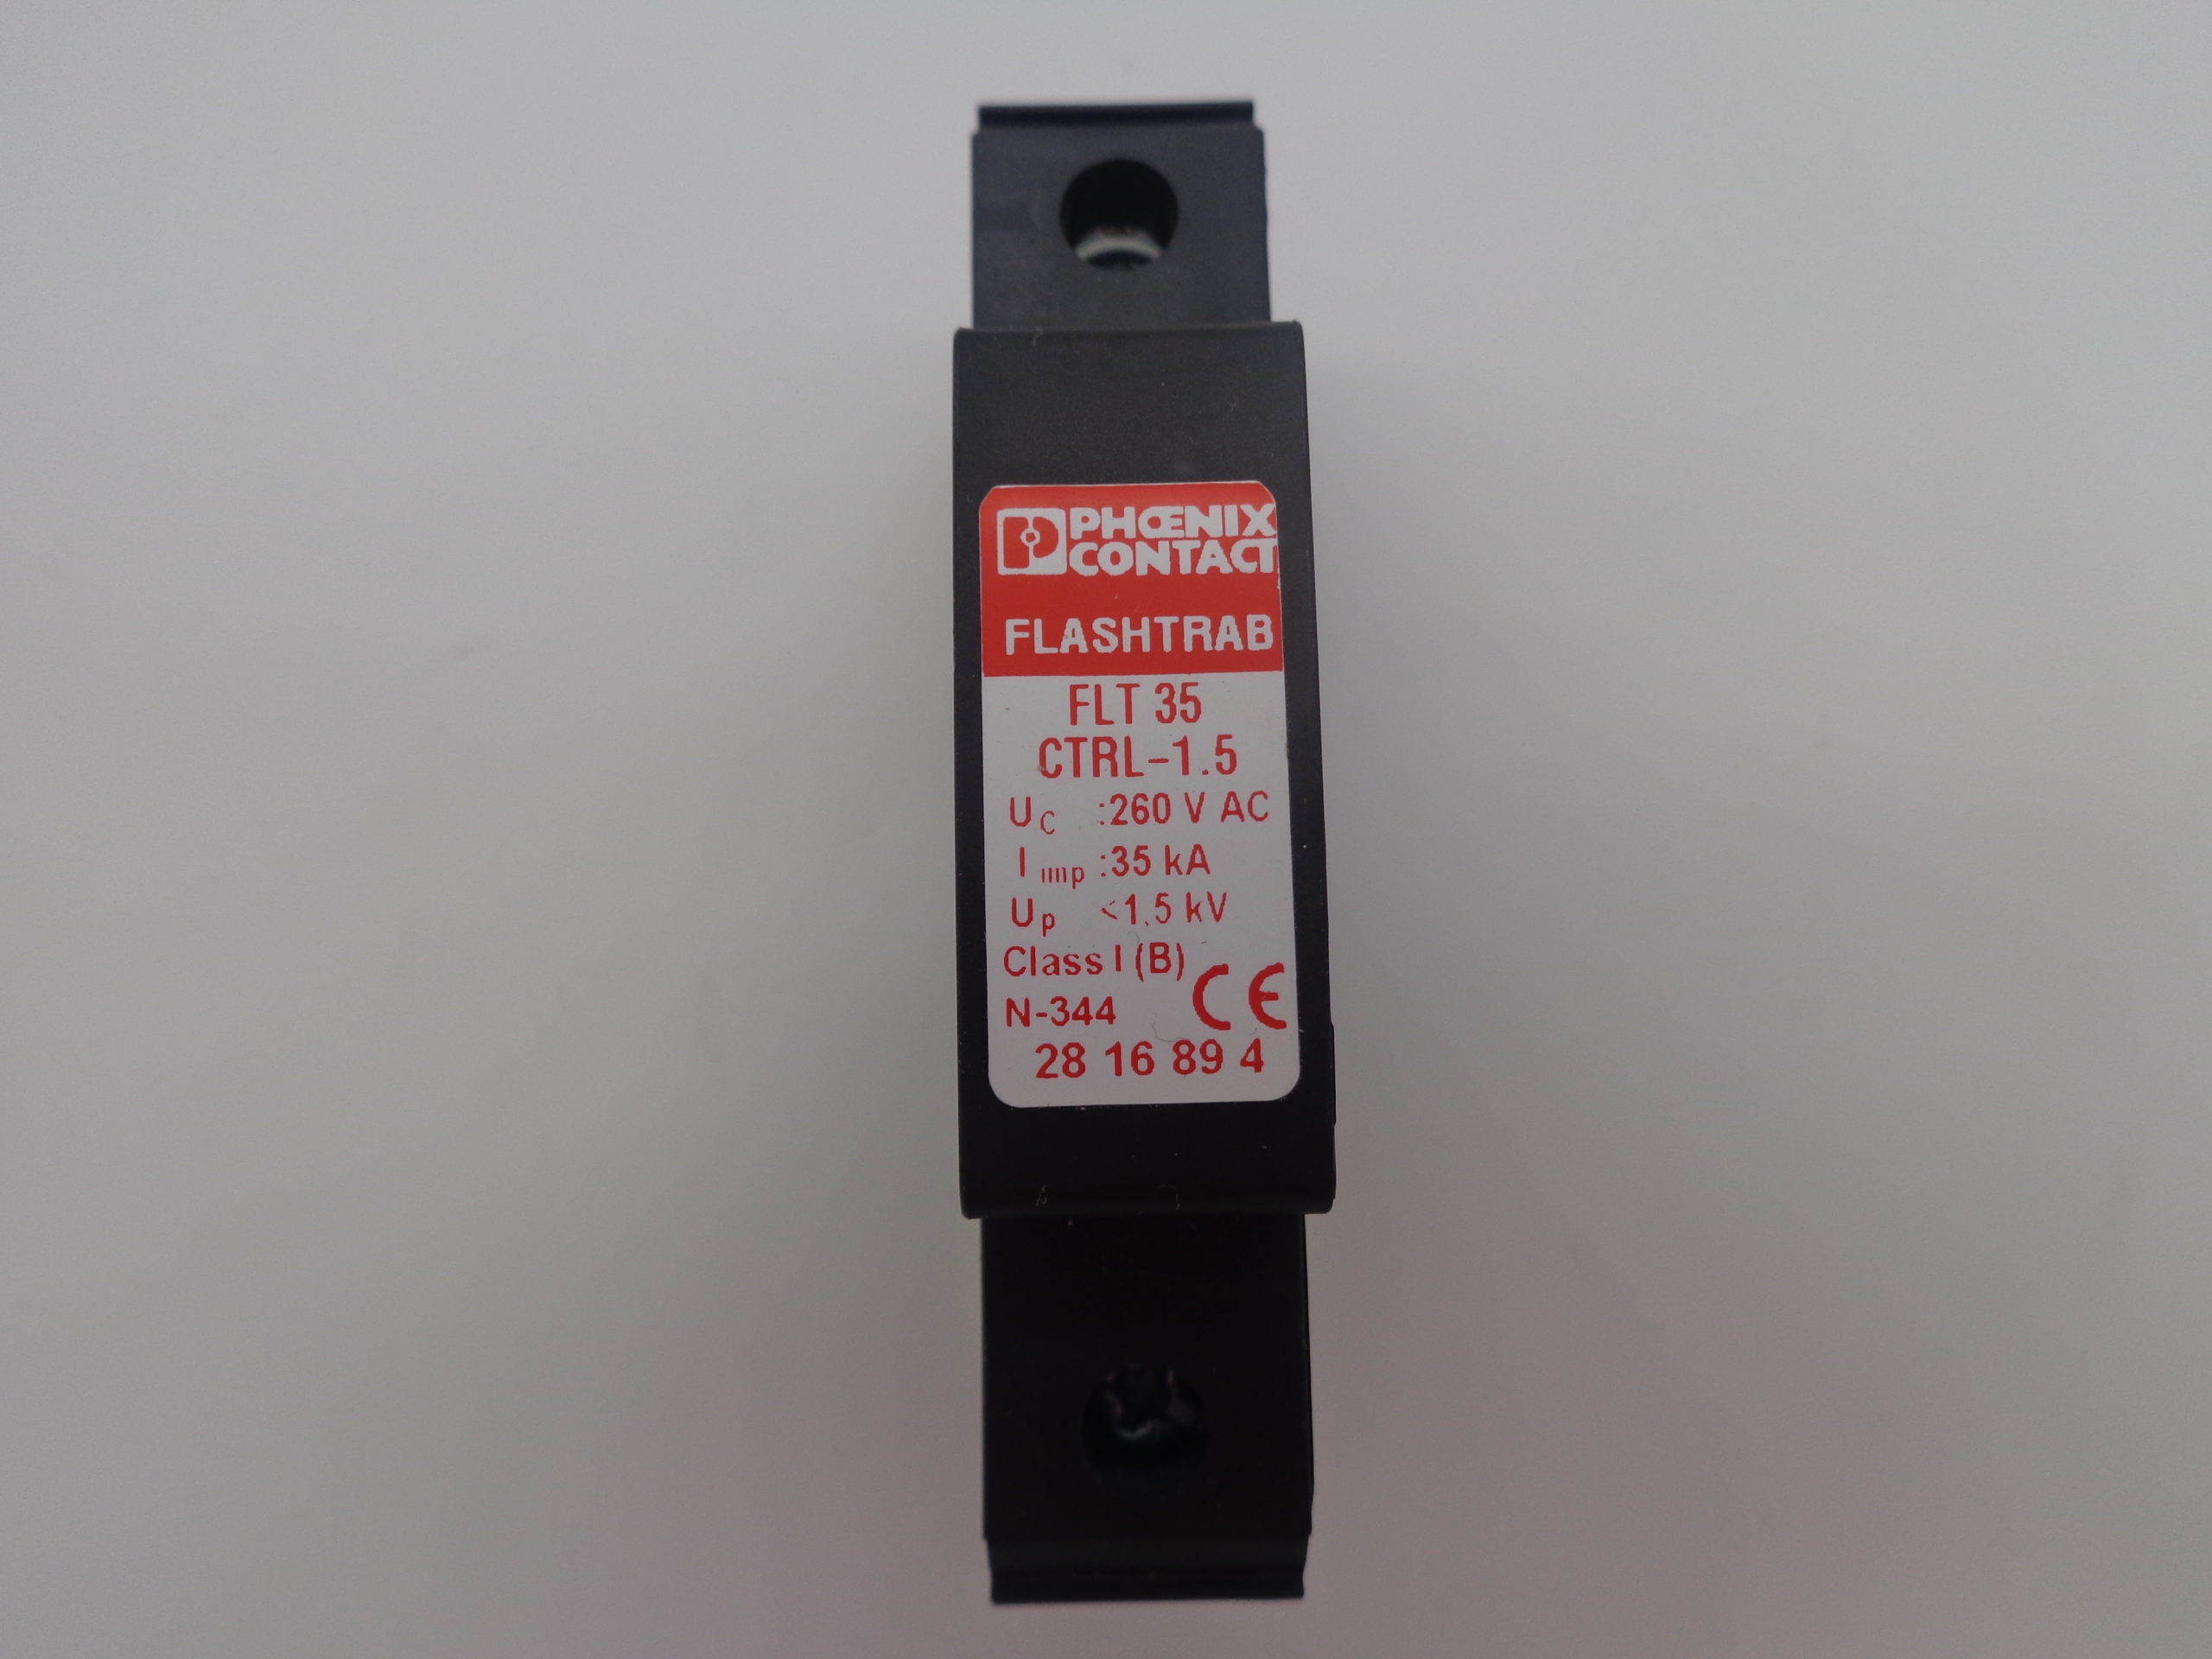 PHŒNIX
CONTACT
FLASHTRAB
FLT 35
CTRL-1.5
UC :260 V AC
Iimp :35 kA
Up <1.5 kV
Class I (B)
N-344 CE
28 16 89 4